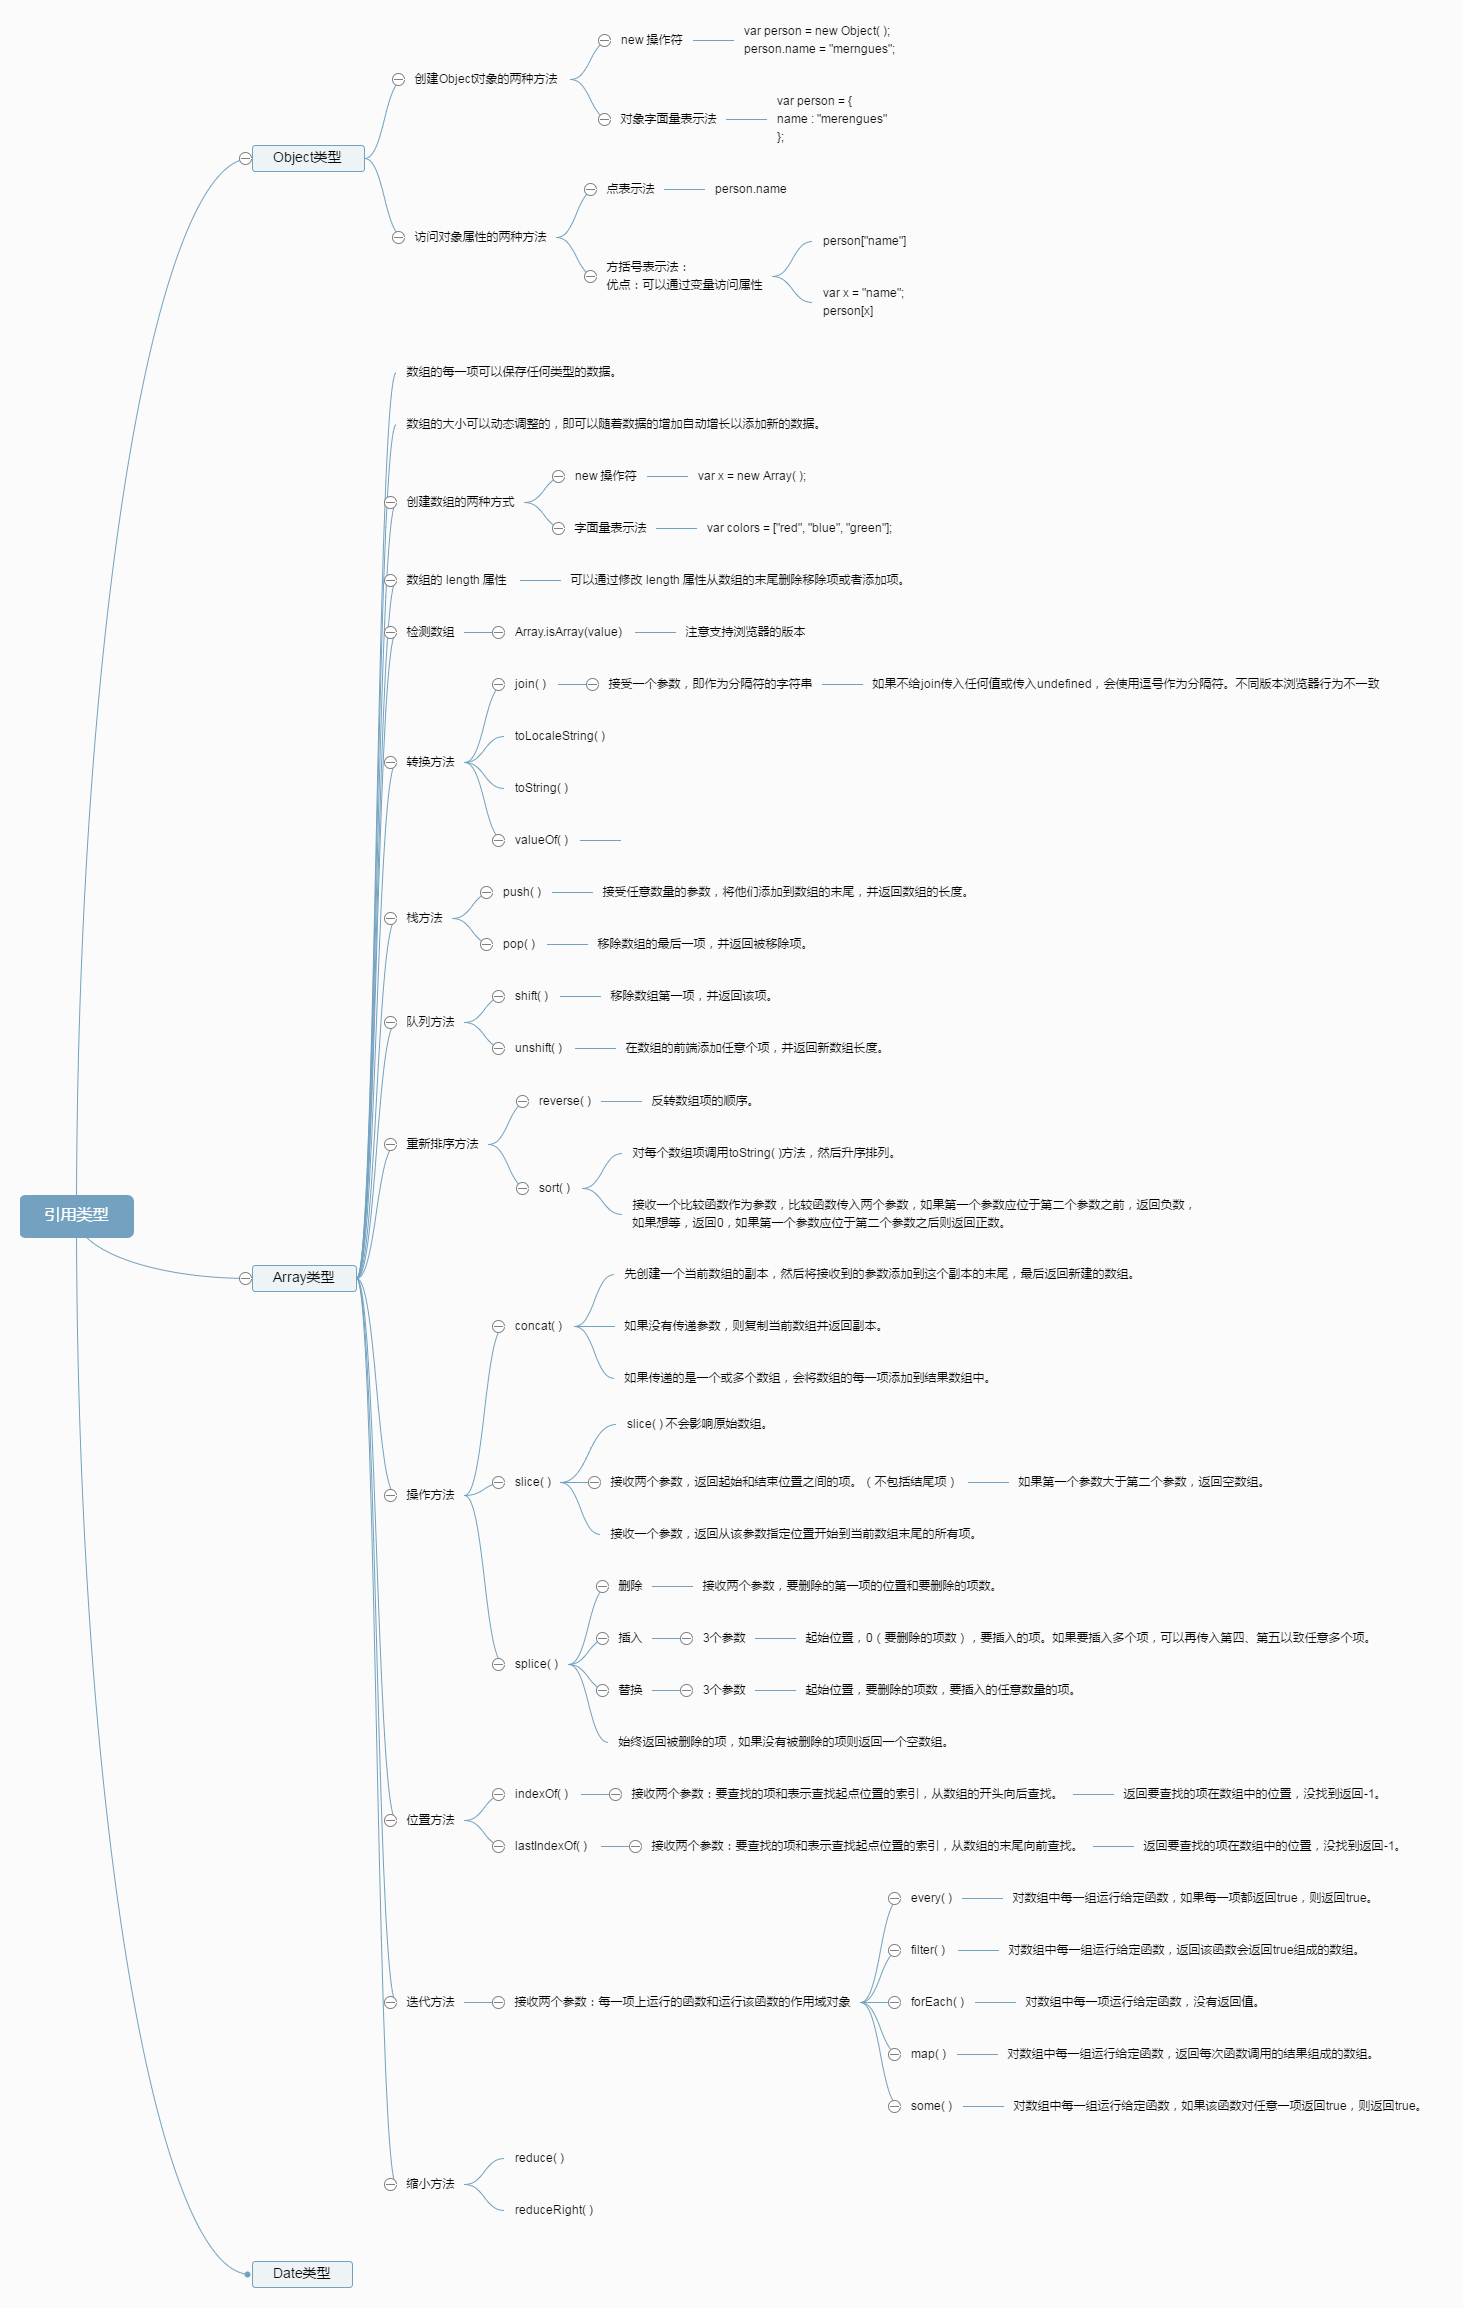 引用类型
Object类型
创建Object对象的两种方法
new 操作符
var person = new Object( );
person.name = "merngues";
对象字面量表示法
var person = {
name : "merengues"
};
访问对象属性的两种方法
点表示法
person.name
方括号表示法：
优点：可以通过变量访问属性
person["name"]
var x = "name";
person[x]
Array类型
数组的每一项可以保存任何类型的数据。
数组的大小可以动态调整的，即可以随着数据的增加自动增长以添加新的数据。
创建数组的两种方式
new 操作符
var x = new Array( );
字面量表示法
var colors = ["red", "blue", "green"];
数组的 length 属性
可以通过修改 length 属性从数组的末尾删除移除项或者添加项。
检测数组
Array.isArray(value)
注意支持浏览器的版本
转换方法
join( )
接受一个参数，即作为分隔符的字符串
如果不给join传入任何值或传入undefined，会使用逗号作为分隔符。不同版本浏览器行为不一致
toLocaleString( )
toString( )
valueOf( )
栈方法
push( )
接受任意数量的参数，将他们添加到数组的末尾，并返回数组的长度。
pop( )
移除数组的最后一项，并返回被移除项。
队列方法
shift( )
移除数组第一项，并返回该项。
unshift( )
在数组的前端添加任意个项，并返回新数组长度。
重新排序方法
reverse( )
反转数组项的顺序。
sort( )
对每个数组项调用toString( )方法，然后升序排列。
接收一个比较函数作为参数，比较函数传入两个参数，如果第一个参数应位于第二个参数之前，返回负数，
如果想等，返回0，如果第一个参数应位于第二个参数之后则返回正数。
操作方法
concat( )
先创建一个当前数组的副本，然后将接收到的参数添加到这个副本的末尾，最后返回新建的数组。
如果没有传递参数，则复制当前数组并返回副本。
如果传递的是一个或多个数组，会将数组的每一项添加到结果数组中。
slice( )
slice( ) 不会影响原始数组。
接收两个参数，返回起始和结束位置之间的项。（不包括结尾项）
如果第一个参数大于第二个参数，返回空数组。
接收一个参数，返回从该参数指定位置开始到当前数组末尾的所有项。
splice( )
删除
接收两个参数，要删除的第一项的位置和要删除的项数。
插入
3个参数
起始位置，0（要删除的项数），要插入的项。如果要插入多个项，可以再传入第四、第五以致任意多个项。
替换
3个参数
起始位置，要删除的项数，要插入的任意数量的项。
始终返回被删除的项，如果没有被删除的项则返回一个空数组。
位置方法
indexOf( )
接收两个参数：要查找的项和表示查找起点位置的索引，从数组的开头向后查找。
返回要查找的项在数组中的位置，没找到返回-1。
lastIndexOf( )
接收两个参数：要查找的项和表示查找起点位置的索引，从数组的末尾向前查找。
返回要查找的项在数组中的位置，没找到返回-1。
迭代方法
接收两个参数：每一项上运行的函数和运行该函数的作用域对象
every( )
对数组中每一组运行给定函数，如果每一项都返回true，则返回true。
filter( )
对数组中每一组运行给定函数，返回该函数会返回true组成的数组。
forEach( )
对数组中每一项运行给定函数，没有返回值。
map( )
对数组中每一组运行给定函数，返回每次函数调用的结果组成的数组。
some( )
对数组中每一组运行给定函数，如果该函数对任意一项返回true，则返回true。
缩小方法
reduce( )
reduceRight( )
Date类型